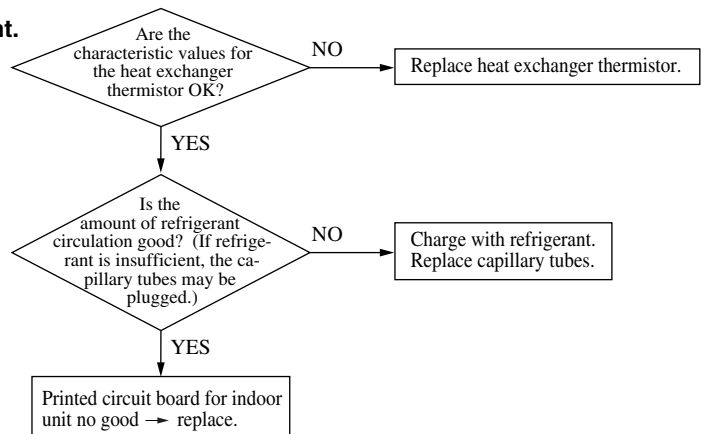 nt.
Are the
characteristic values for
the heat exchanger
thermistor OK?
NO
Replace heat exchanger thermistor.
YES
Is the
amount of refrigerant
circulation good? (If refrige-
rant is insufficient, the ca-
pillary tubes may be
plugged.)
NO
Charge with refrigerant.
Replace capillary tubes.
YES
Printed circuit board for indoor
unit no good → replace.